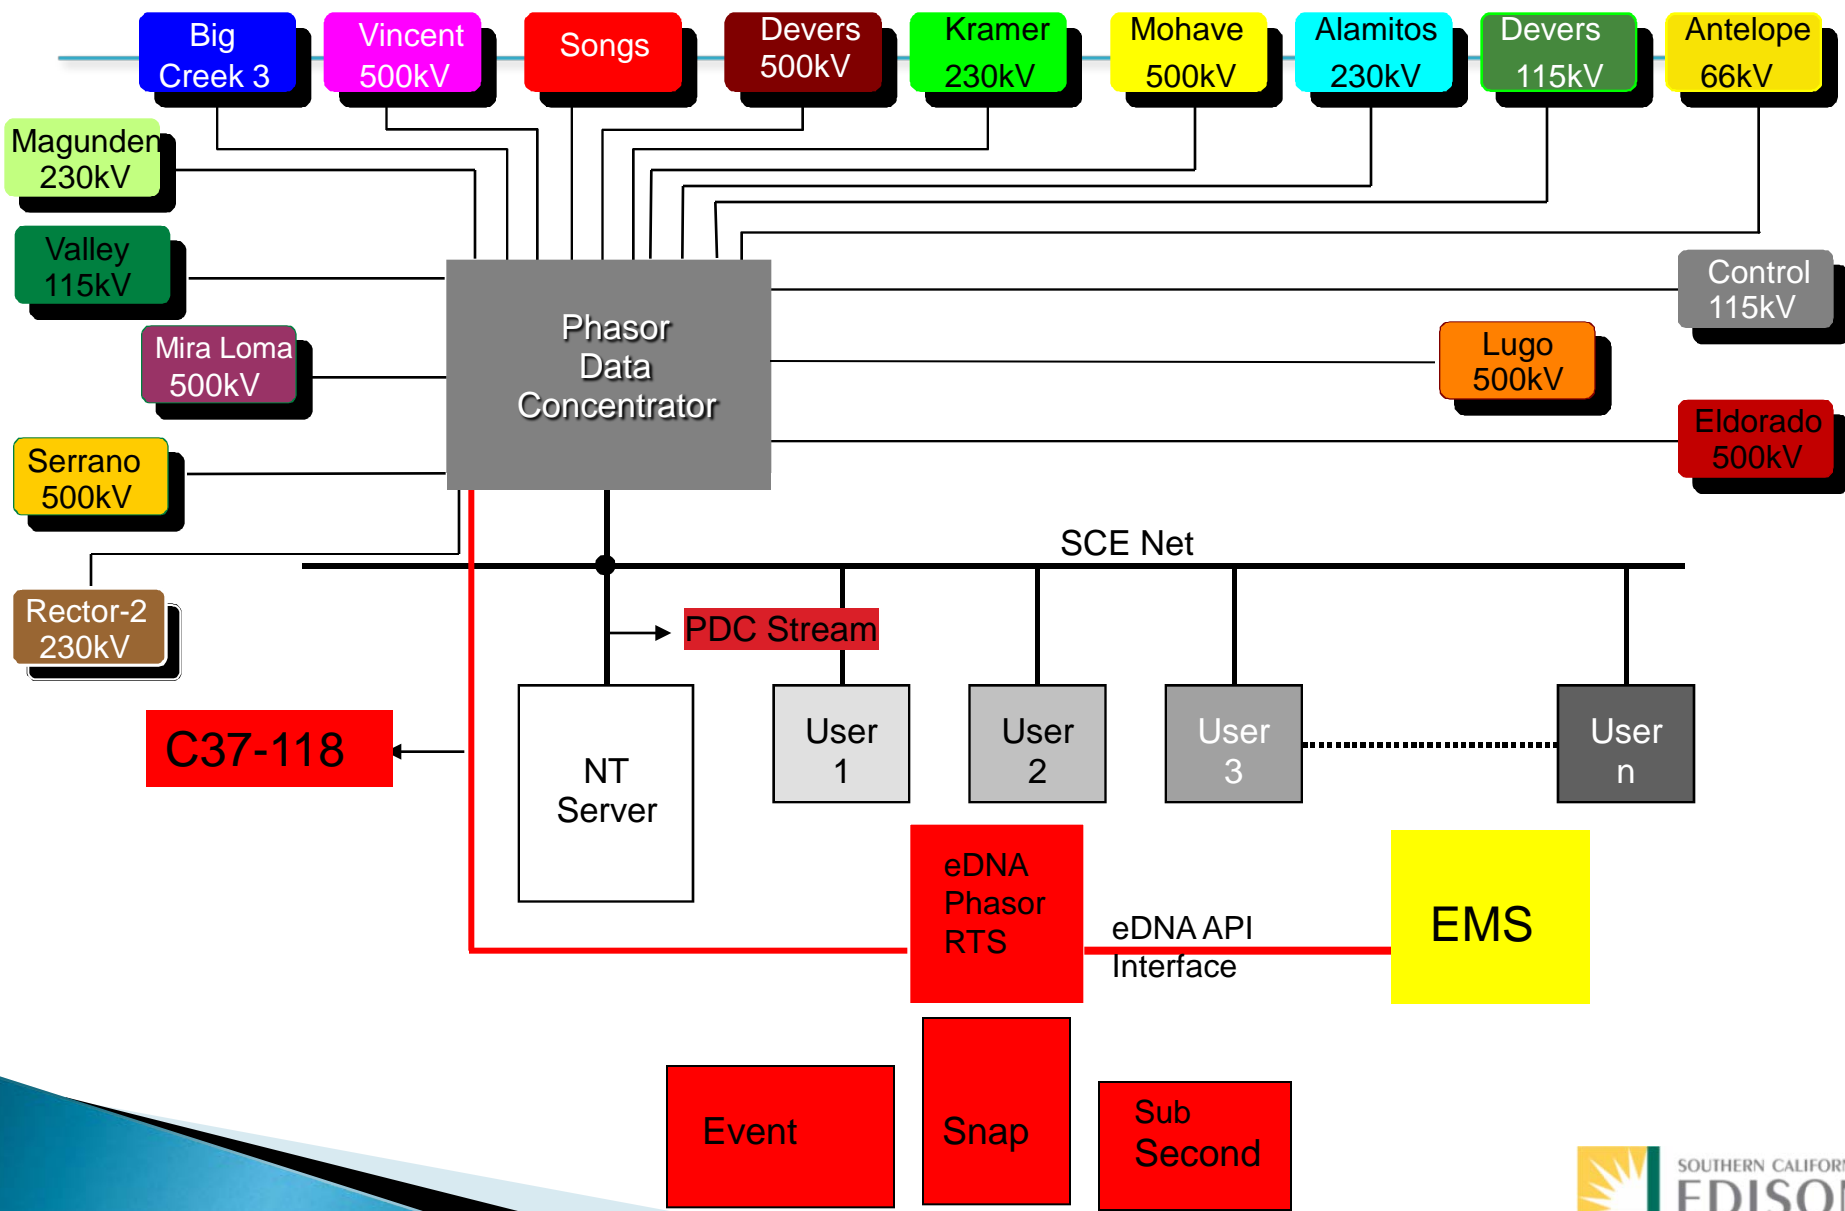 Big
Creek 3
Vincent
500kV
Songs
Devers
500kV
Kramer
230kV
Mohave
500kV
Alamitos
230kV
Devers
115kV
Antelope
66kV
Magunden
230kV
Valley
115kV
Mira Loma
500kV
Serrano
500kV
Rector-2
230kV
Phasor
Data
Concentrator
Control
115kV
Lugo
500kV
Eldorado
500kV
SCE Net
PDC Stream
C37-118
NT
Server
User
1
User
2
User
3
User
n
eDNA
Phasor
RTS
eDNA API
Interface
EMS
Event
Snap
Sub
Second
SOUTHERN CALIFORN
EDISON